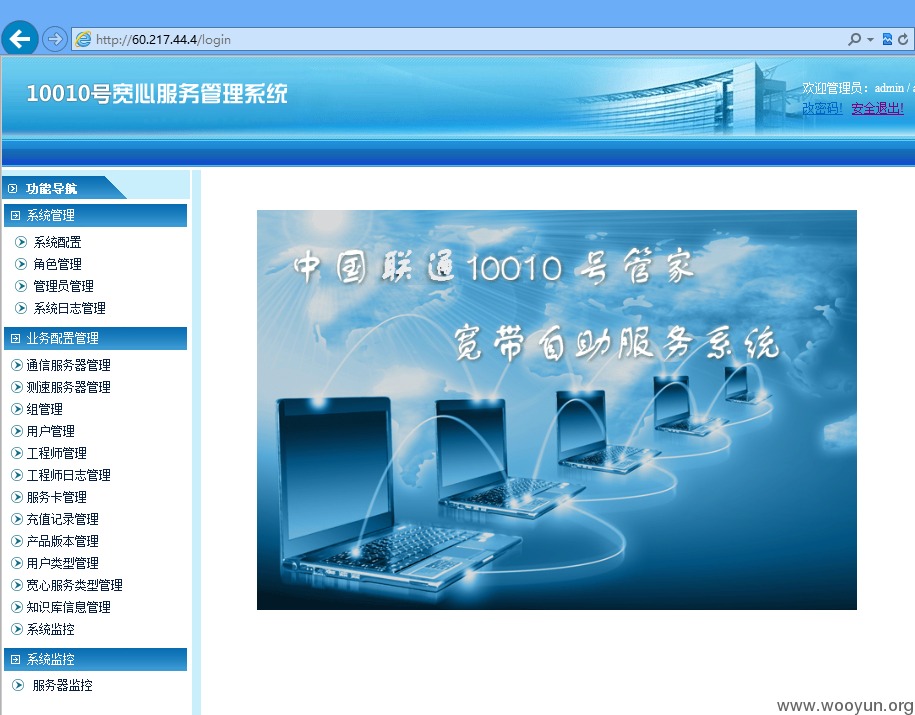 http://60.217.44.4/login
10010号宽心服务管理系统
欢迎管理员：admin /
改密码! 安全退出!
功能导航
系统管理
系统配置
角色管理
管理员管理
系统日志管理
业务配置管理
通信服务器管理
测速服务器管理
组管理
用户管理
工程师管理
工程师日志管理
服务卡管理
充值记录管理
产品版本管理
用户类型管理
宽心服务类型管理
知识库信息管理
系统监控
系统监控
服务器监控
中国联通10010号管家
宽带自助服务系统
www.wooyun.org